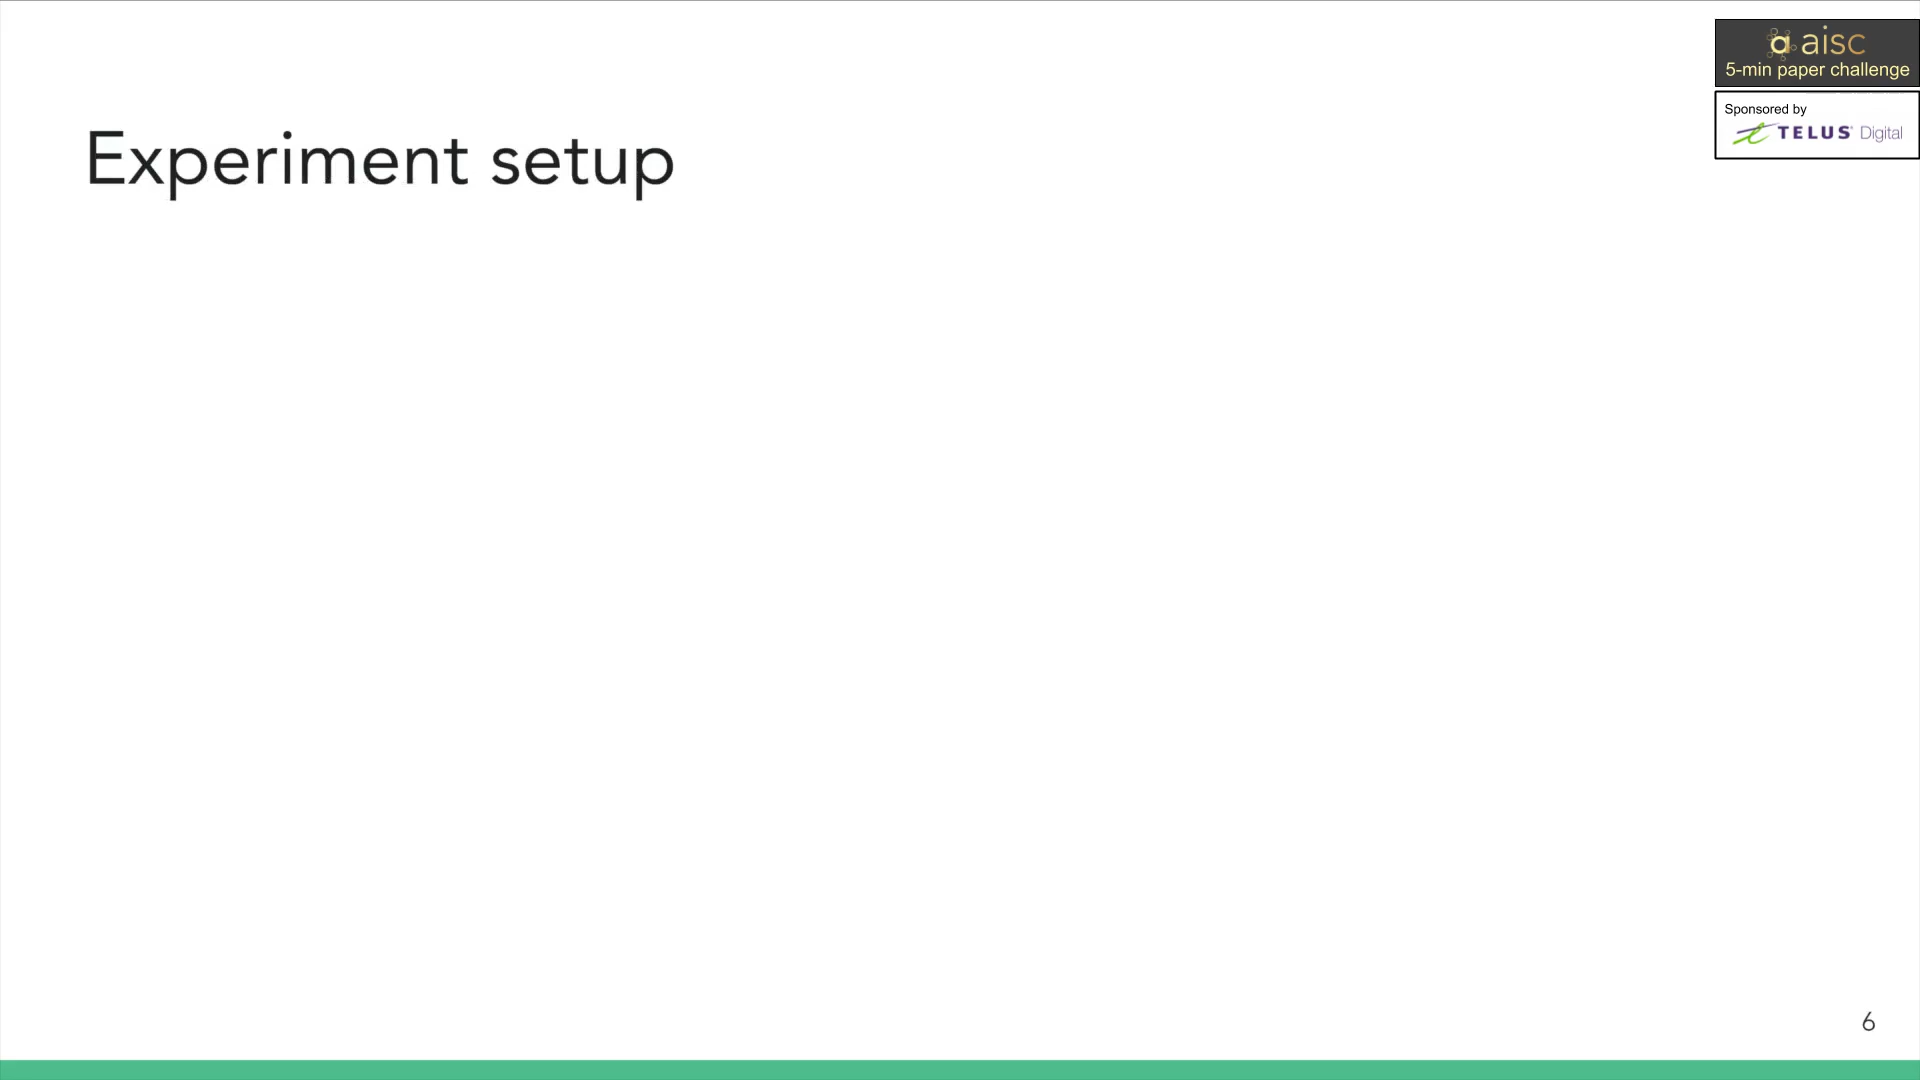 aisc
5-min paper challenge
Sponsored by
TELUS Digital
Experiment setup
6